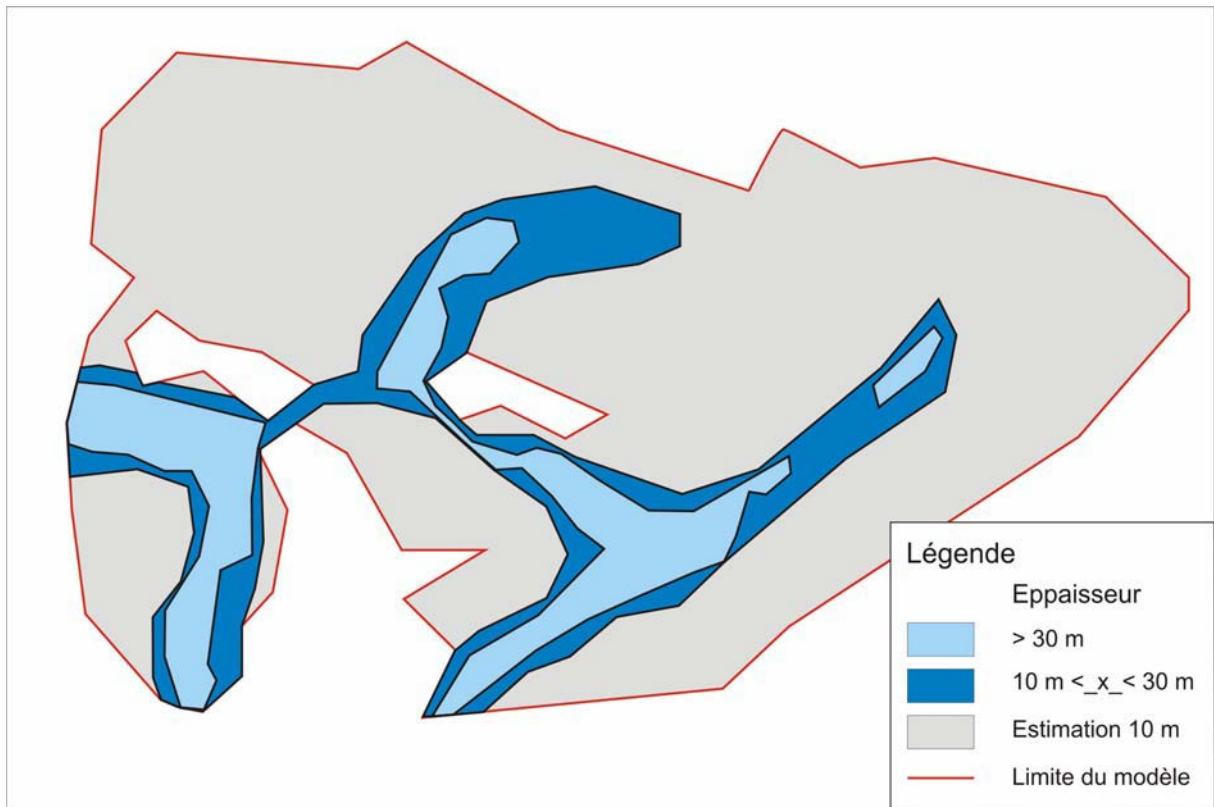 Légende
Eppaisseur
> 30 m
10 m <_x_< 30 m
Estimation 10 m
Limite du modèle